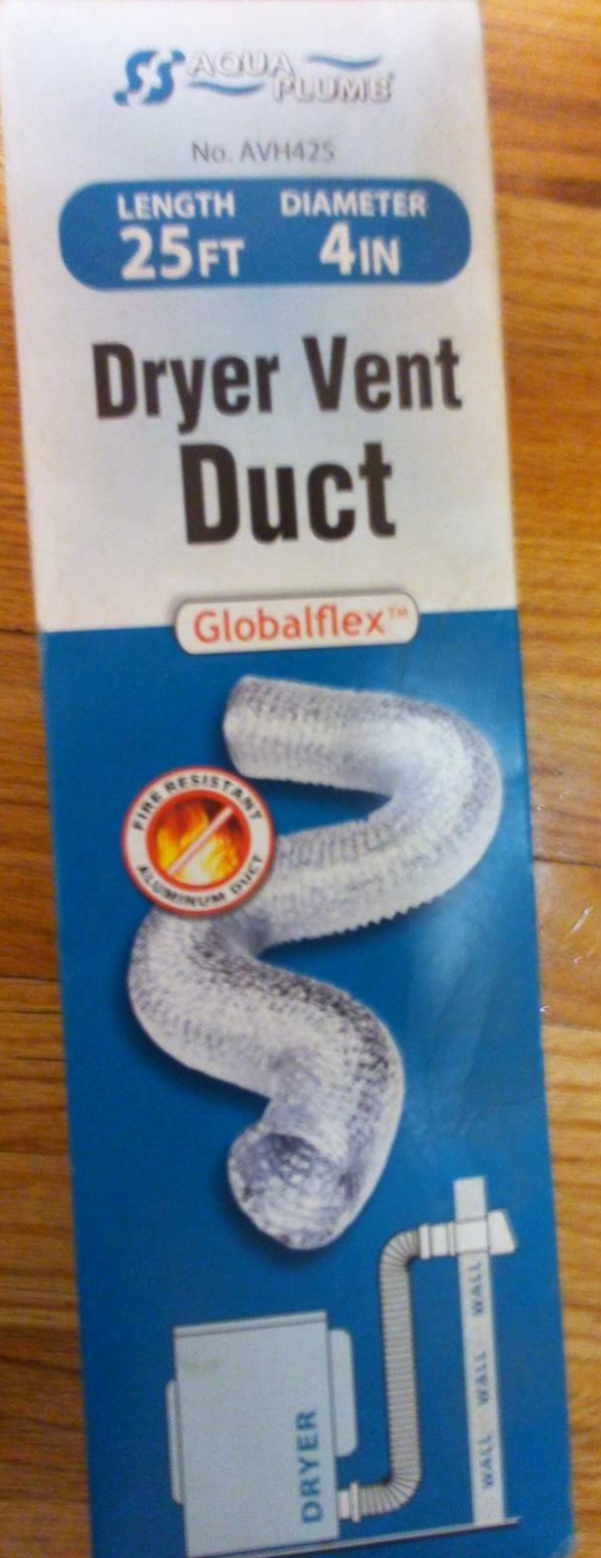 AQUA
PLUMB
No. AVH425
LENGTH DIAMETER
25FT 4IN
Dryer Vent
Duct
Globalflex™
FIRE RESISTANT
ALUMINUM DUCT
WALL
WALL
WALL
DRYER